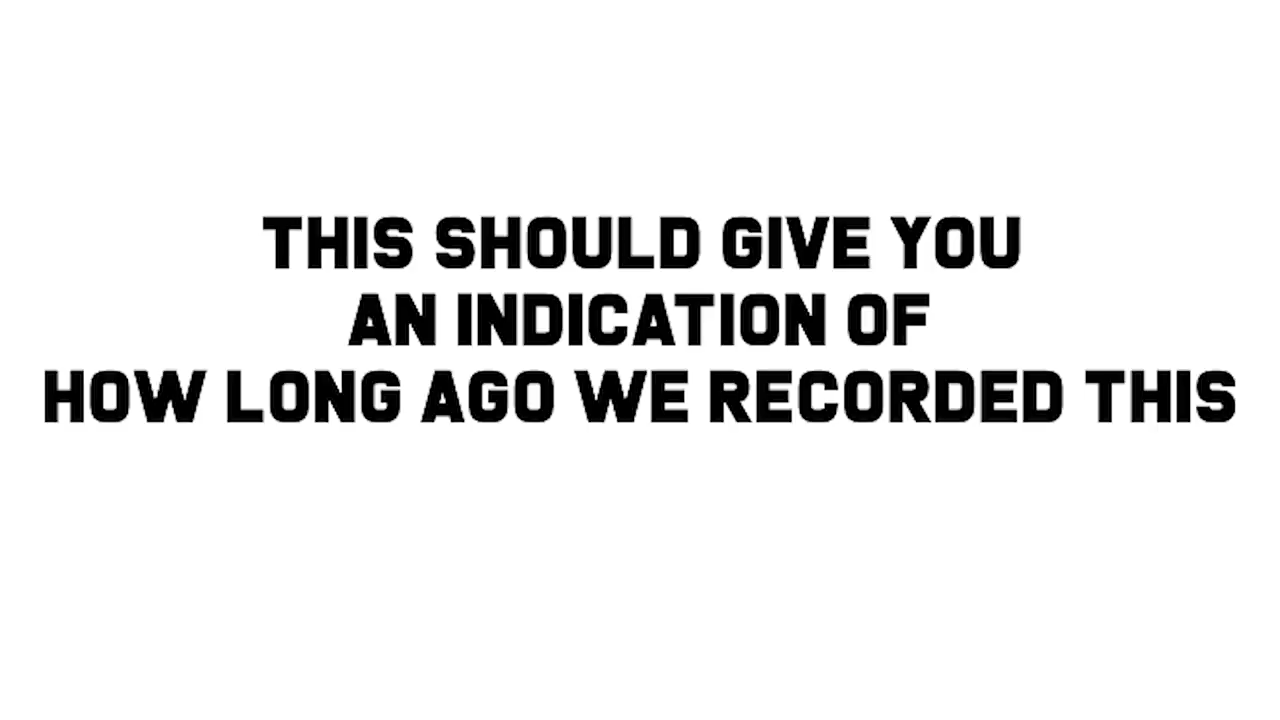 THIS SHOULD GIVE YOU
AN INDICATION OF
HOW LONG AGO WE RECORDED THIS